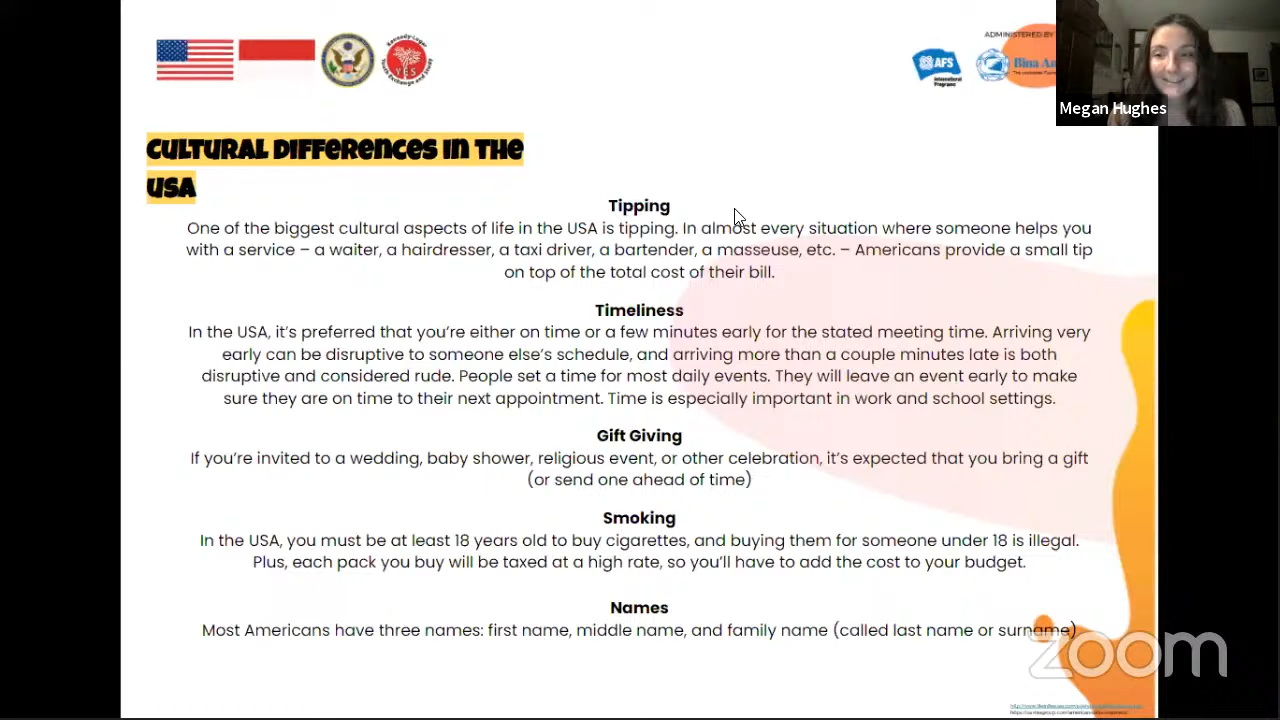 ADMINISTERED BY
AFS
Intercultural Programs
YES
Megan Hughes
CULTURAL DIFFERENCES IN THE
USA
Tipping
One of the biggest cultural aspects of life in the USA is tipping. In almost every situation where someone helps you
with a service – a waiter, a hairdresser, a taxi driver, a bartender, a masseuse, etc. – Americans provide a small tip
on top of the total cost of their bill.
Timeliness
In the USA, it’s preferred that you’re either on time or a few minutes early for the stated meeting time. Arriving very
early can be disruptive to someone else’s schedule, and arriving more than a couple minutes late is both
disruptive and considered rude. People set a time for most daily events. They will leave an event early to make
sure they are on time to their next appointment. Time is especially important in work and school settings.
Gift Giving
If you’re invited to a wedding, baby shower, religious event, or other celebration, it’s expected that you bring a gift
(or send one ahead of time)
Smoking
In the USA, you must be at least 18 years old to buy cigarettes, and buying them for someone under 18 is illegal.
Plus, each pack you buy will be taxed at a high rate, so you’ll have to add the cost to your budget.
Names
Most Americans have three names: first name, middle name, and family name (called last name or surname)
zoom